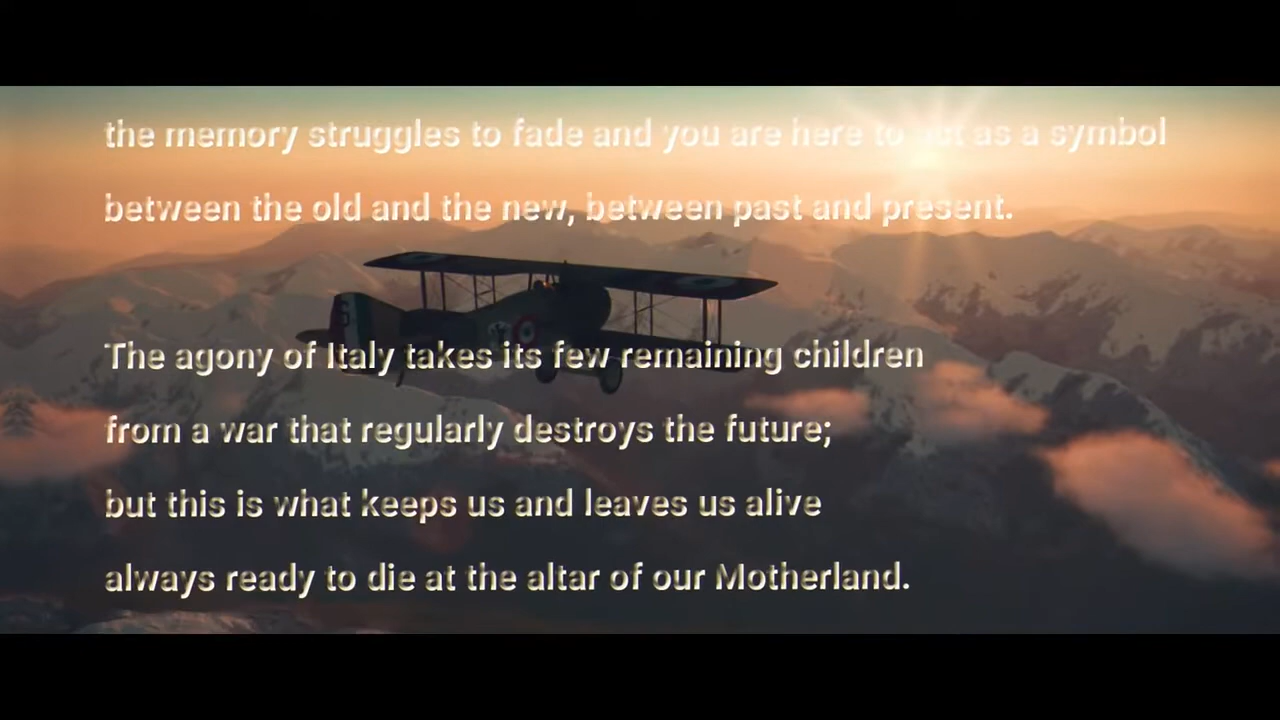 the memory struggles to fade and you are here to act as a symbol
between the old and the new, between past and present.
The agony of Italy takes its few remaining children
from a war that regularly destroys the future;
but this is what keeps us and leaves us alive
always ready to die at the altar of our Motherland.
6